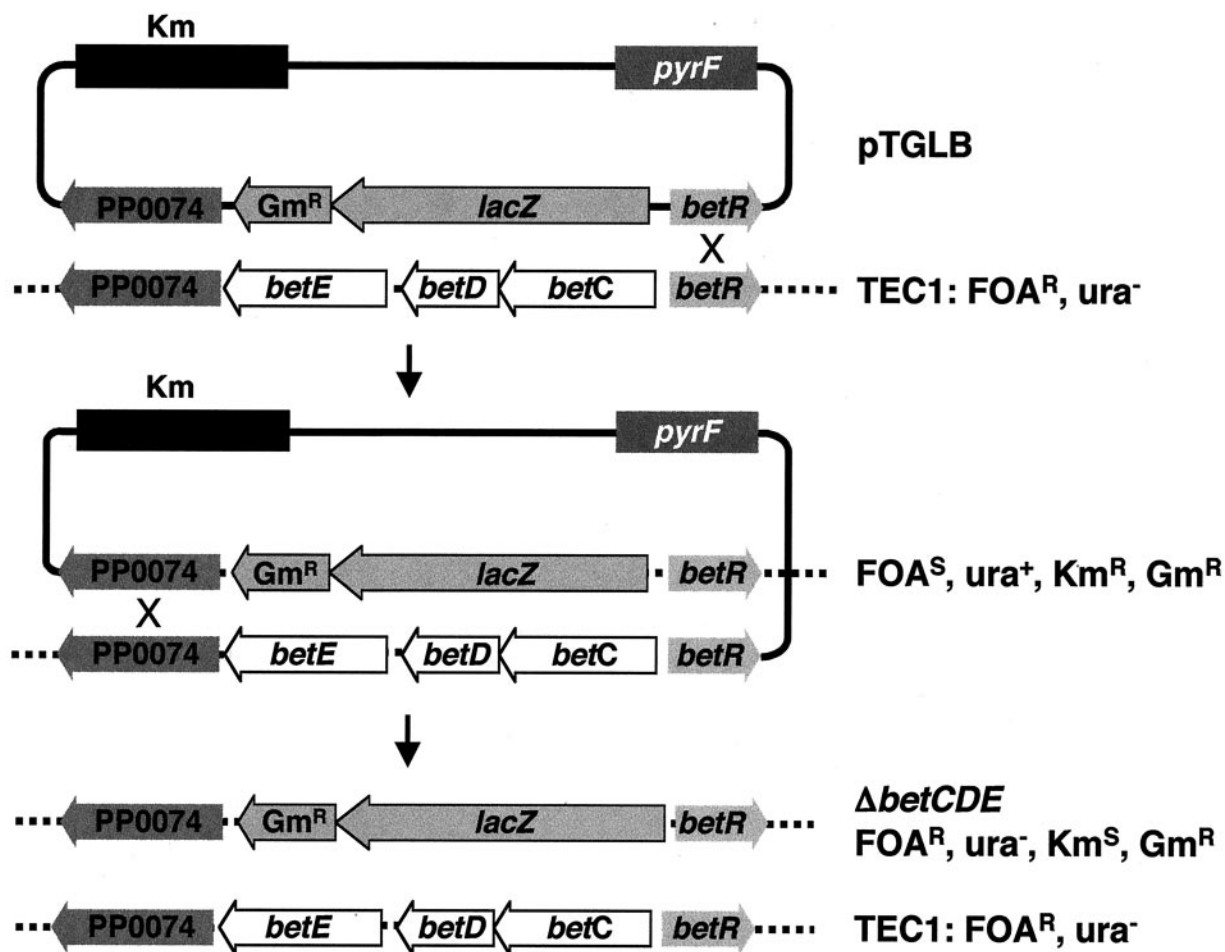 Km
pyrF
pTGLB
PP0074 Gmᴿ lacZ betR
X
PP0074 betE betD betC betR TEC1: FOAᴿ, ura⁻
Km
pyrF
PP0074 Gmᴿ lacZ betR FOAˢ, ura⁺, Kmᴿ, Gmᴿ
X
PP0074 betE betD betC betR
ΔbetCDE
PP0074 Gmᴿ lacZ betR FOAᴿ, ura⁻, Kmˢ, Gmᴿ
PP0074 betE betD betC betR TEC1: FOAᴿ, ura⁻